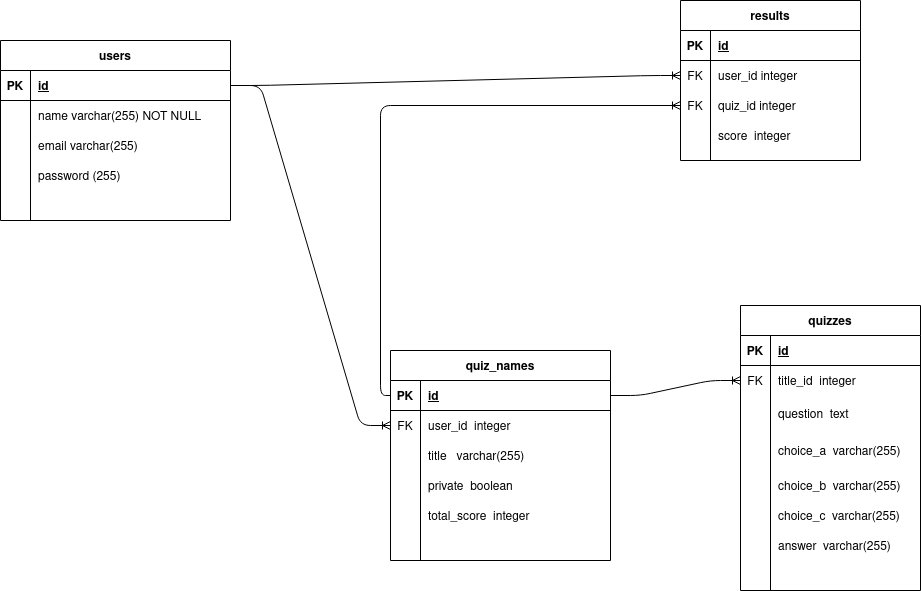 users
PK id
name varchar(255) NOT NULL
email varchar(255)
password (255)
results
PK id
FK user_id integer
FK quiz_id integer
score integer
quiz_names
PK id
FK user_id integer
title varchar(255)
private boolean
total_score integer
quizzes
PK id
FK title_id integer
question text
choice_a varchar(255)
choice_b varchar(255)
choice_c varchar(255)
answer varchar(255)